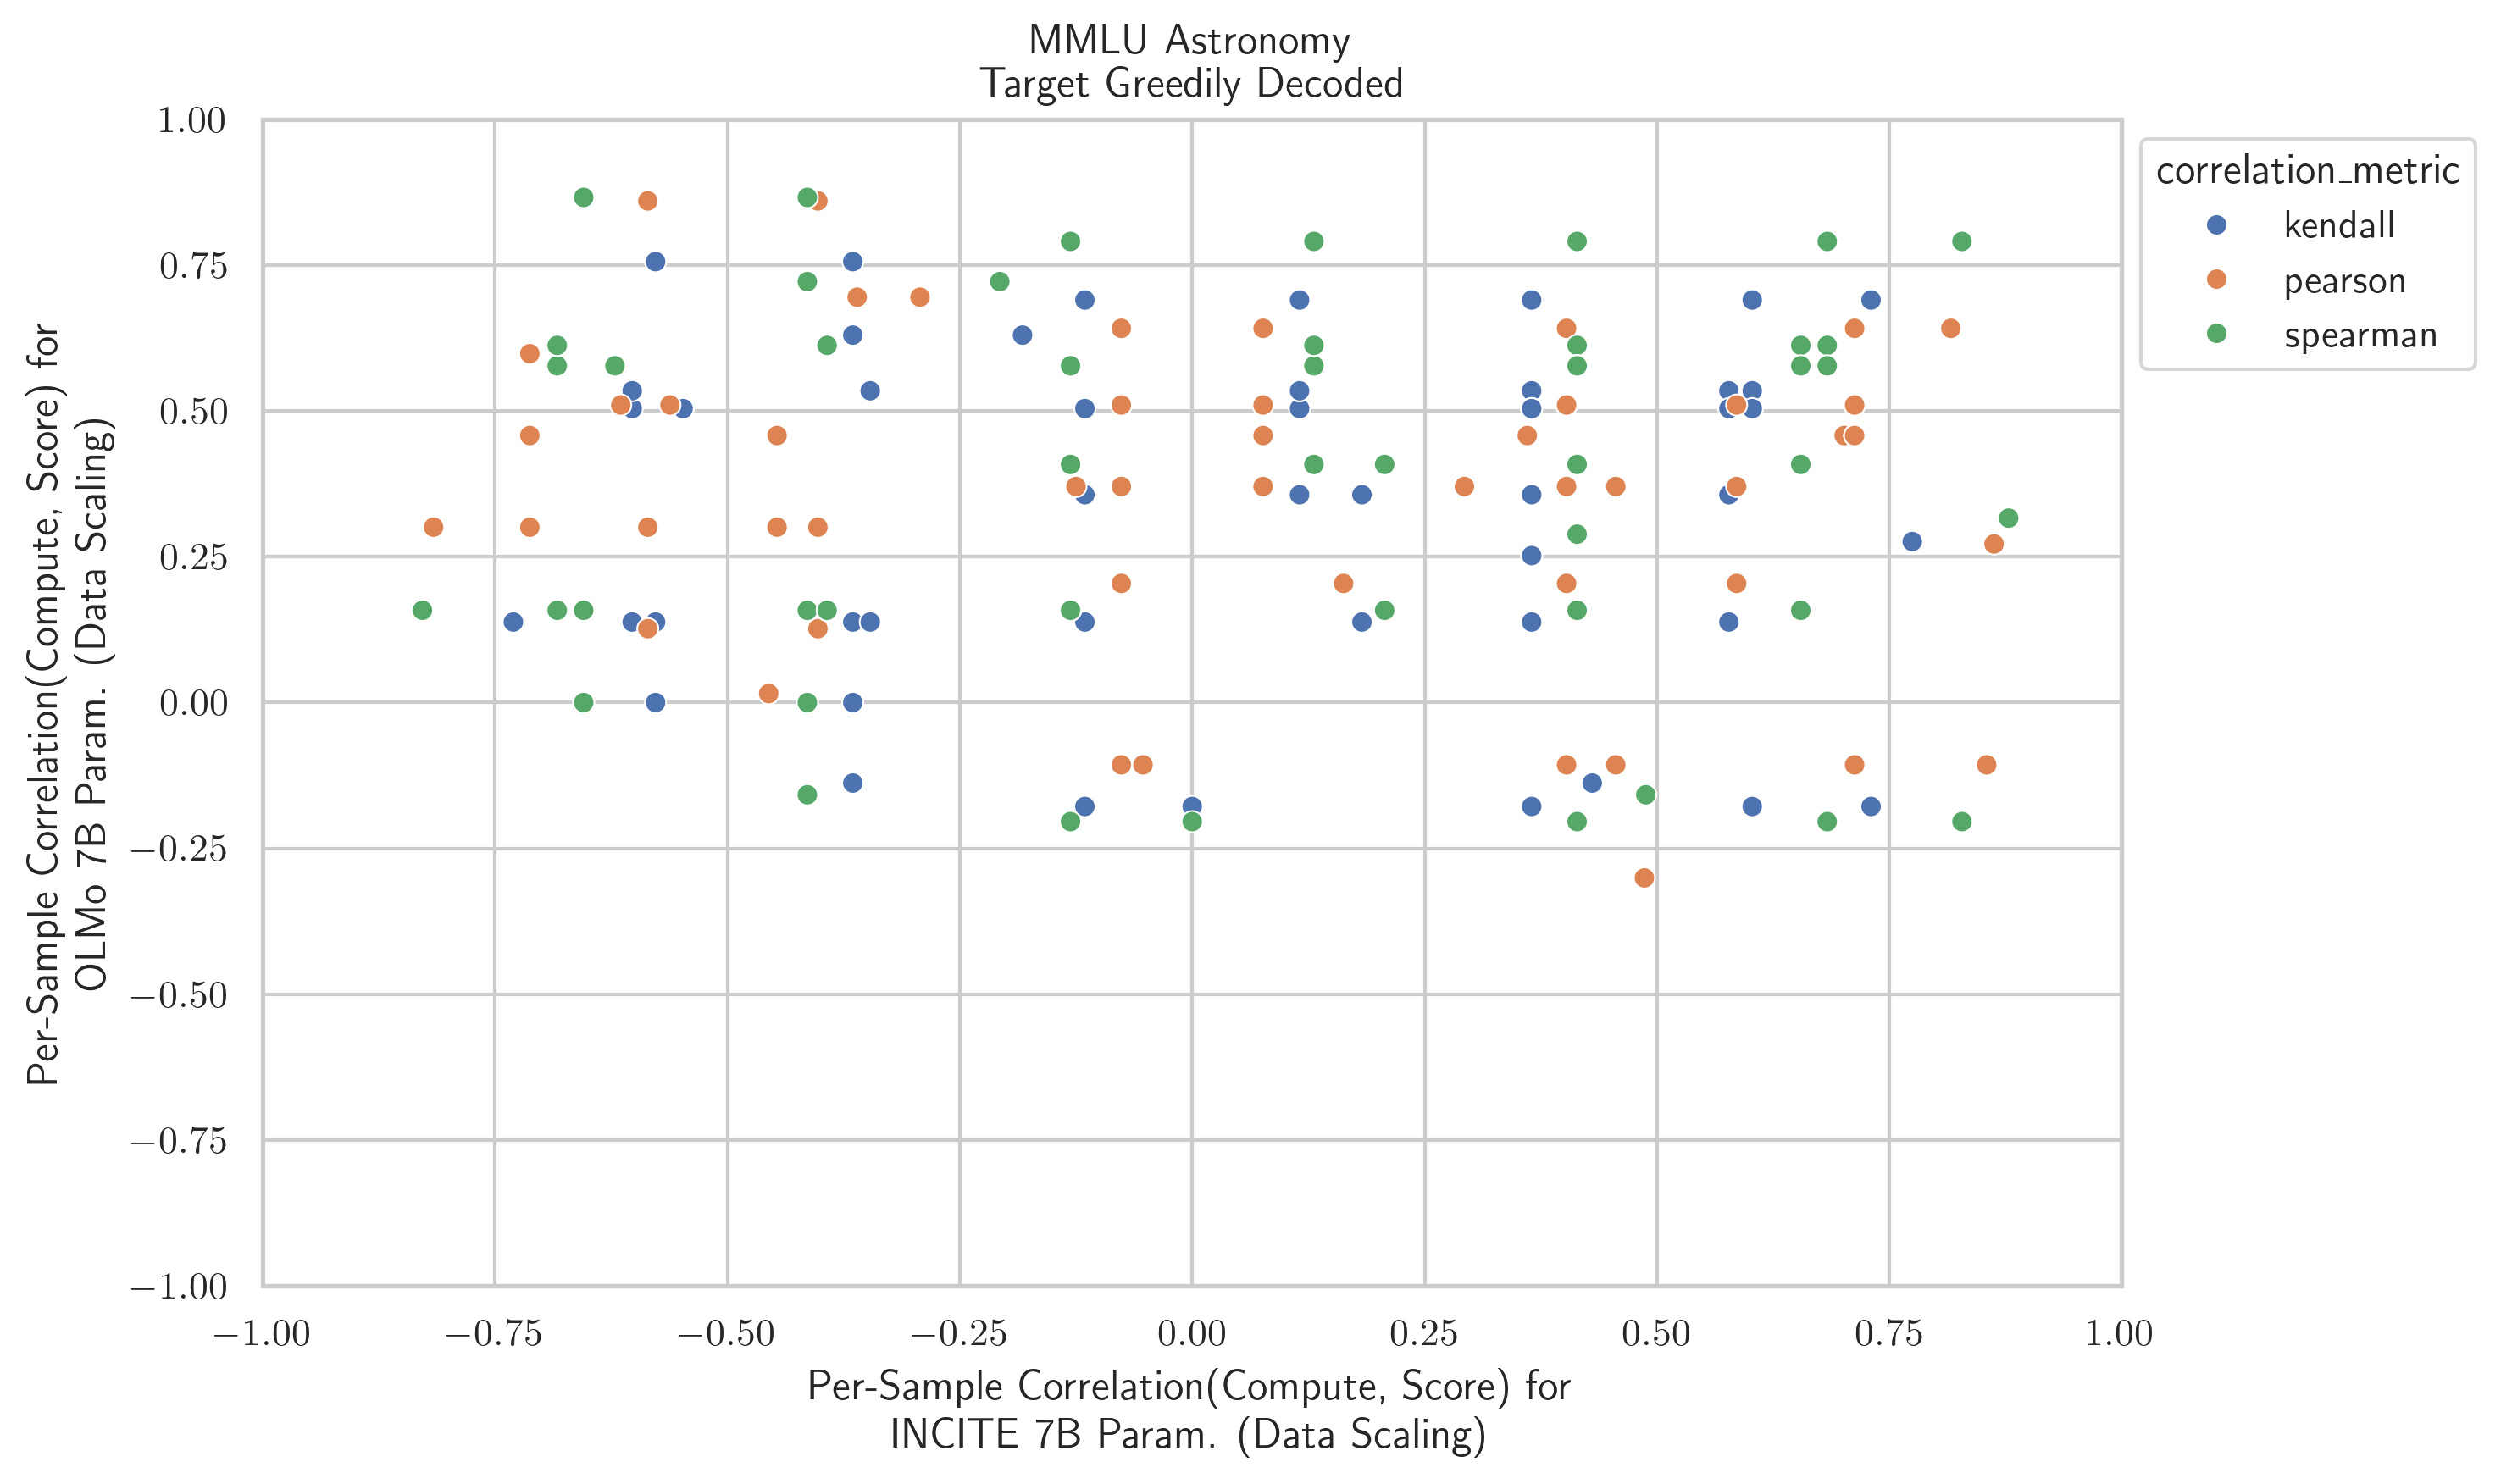 MMLU Astronomy
Target Greedily Decoded
1.00
0.75
0.50
0.25
0.00
−0.25
−0.50
−0.75
−1.00
Per-Sample Correlation(Compute, Score) for
OLMo 7B Param. (Data Scaling)
−1.00 −0.75 −0.50 −0.25 0.00 0.25 0.50 0.75 1.00
Per-Sample Correlation(Compute, Score) for
INCITE 7B Param. (Data Scaling)
correlation_metric
kendall
pearson
spearman